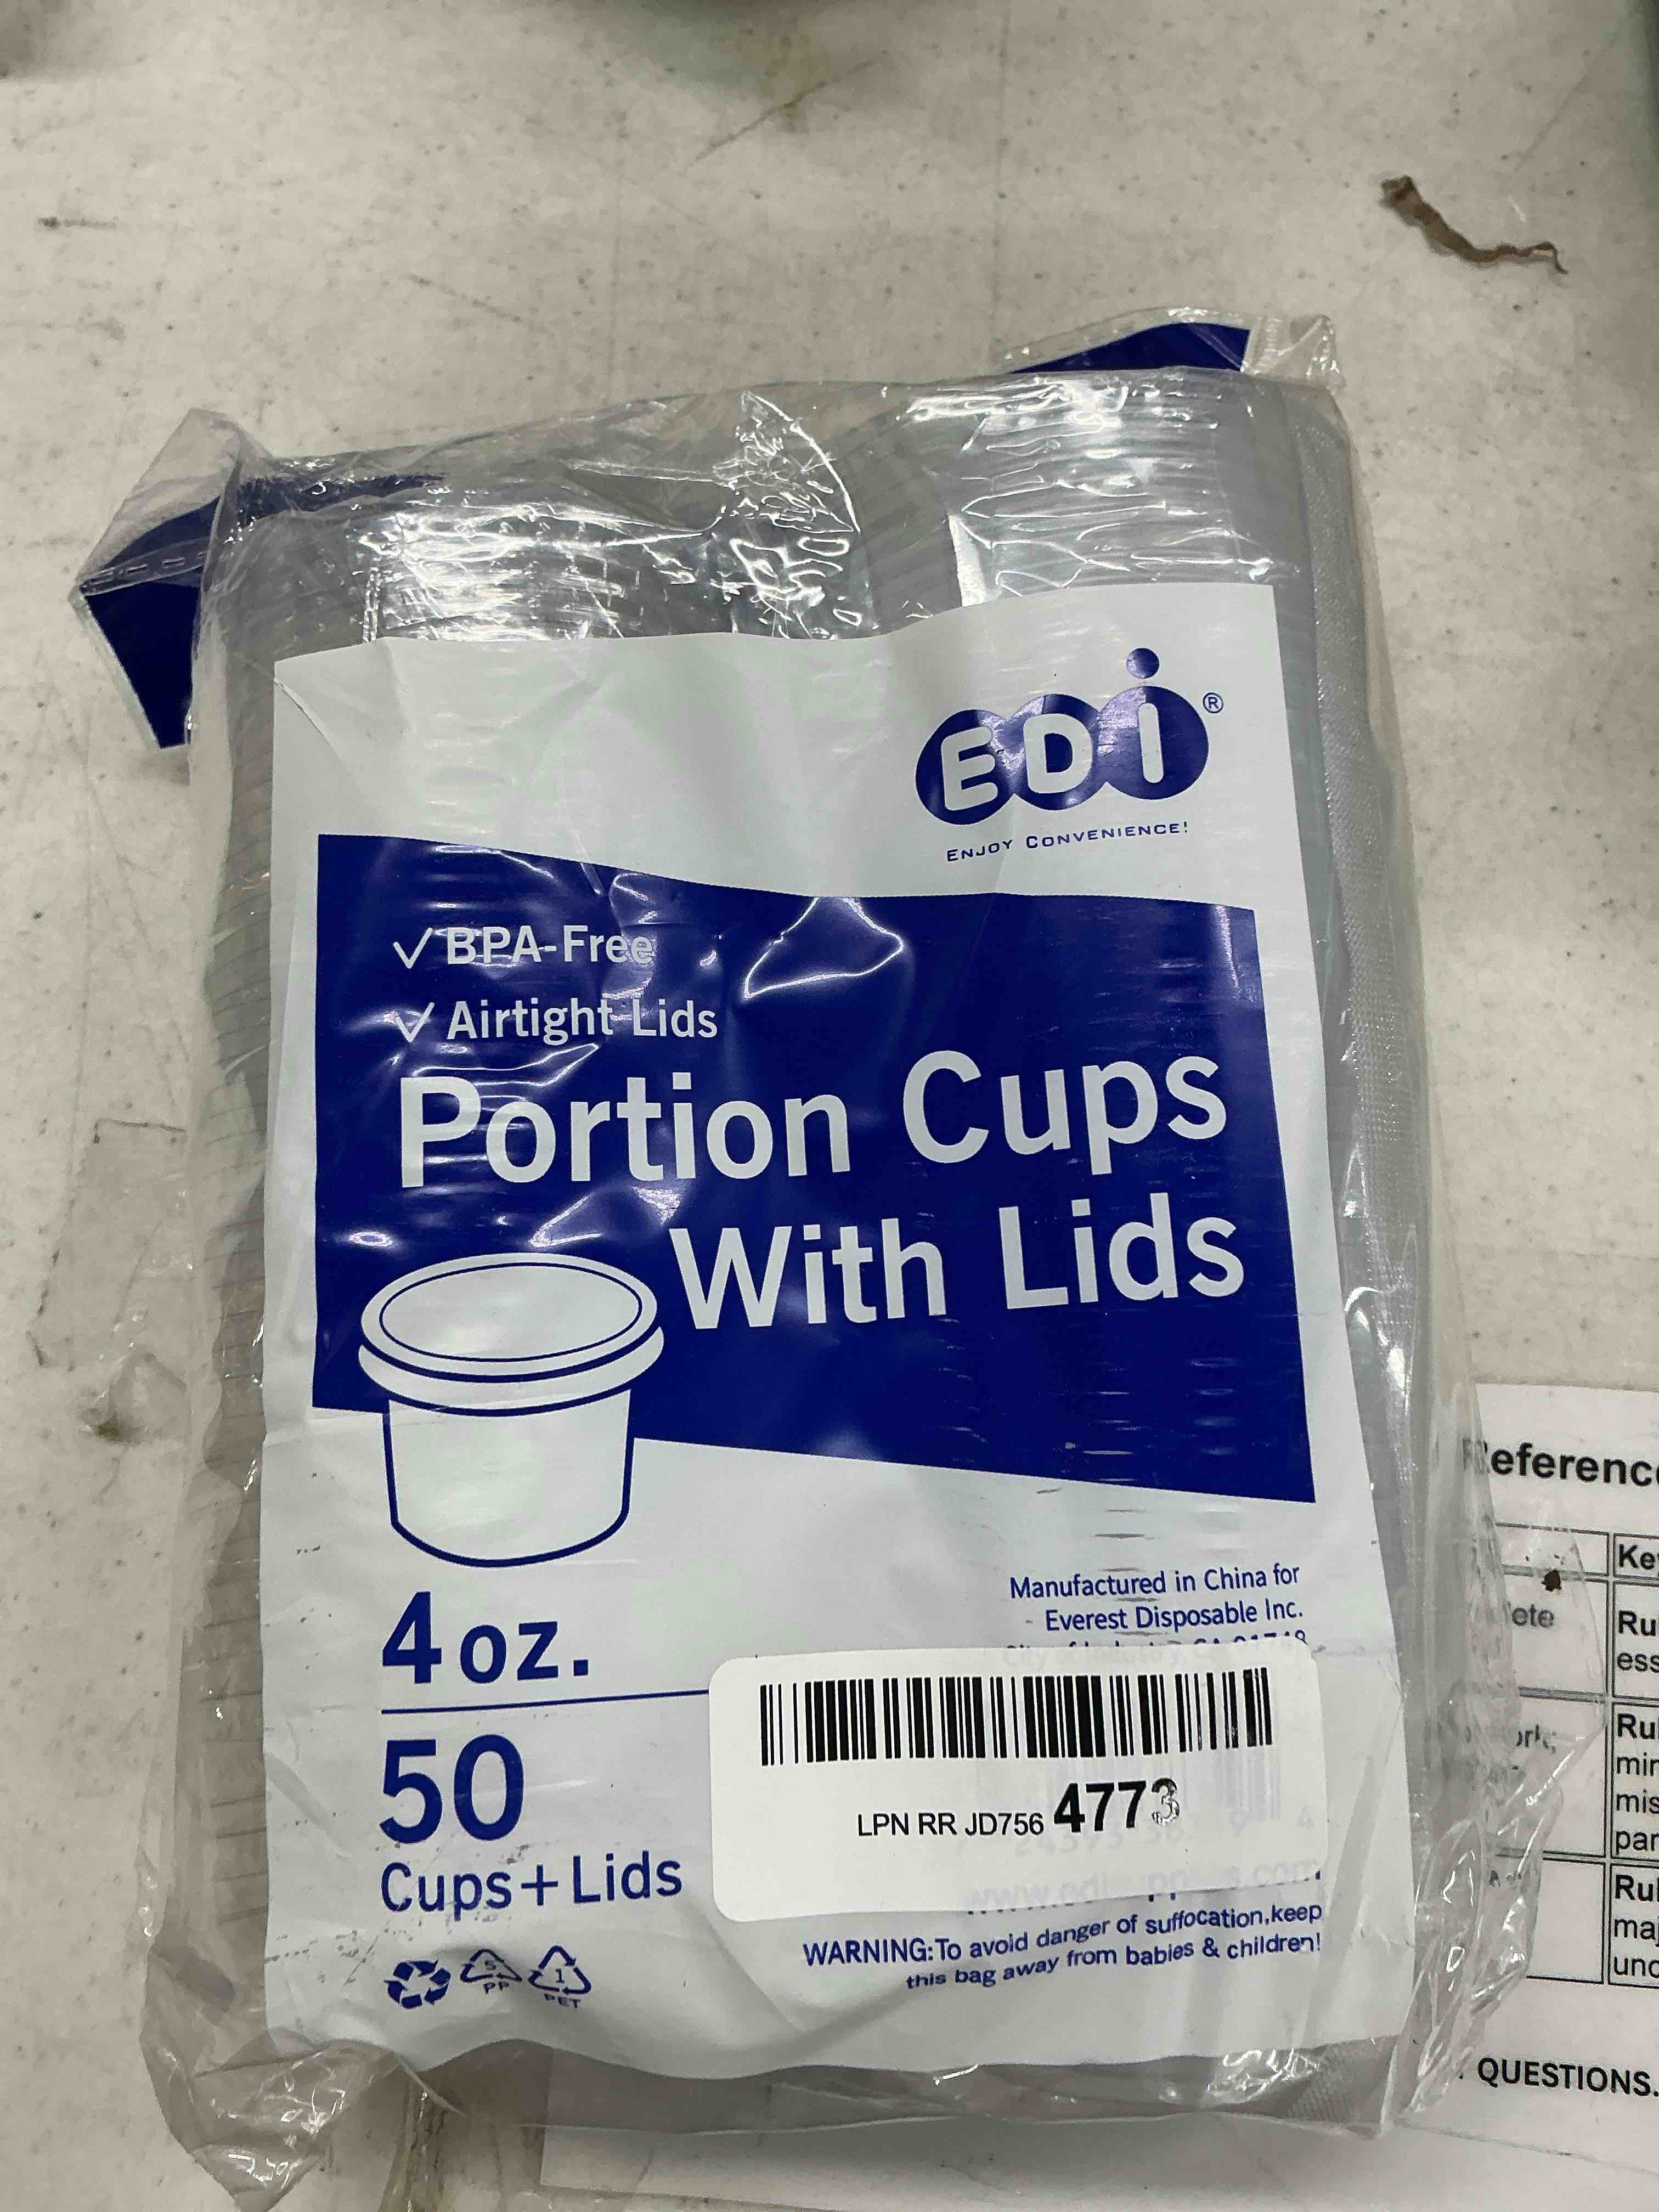 EDi®
ENJOY CONVENIENCE!
✓ BPA-Free
✓ Airtight Lids
Portion Cups
With Lids
Manufactured in China for
Everest Disposable Inc.
4 oz.
50
Cups+Lids
LPN RR JD756 4773
WARNING:To avoid danger of suffocation,keep
this bag away from babies & children!
5
PP
1
PET
QUESTIONS.